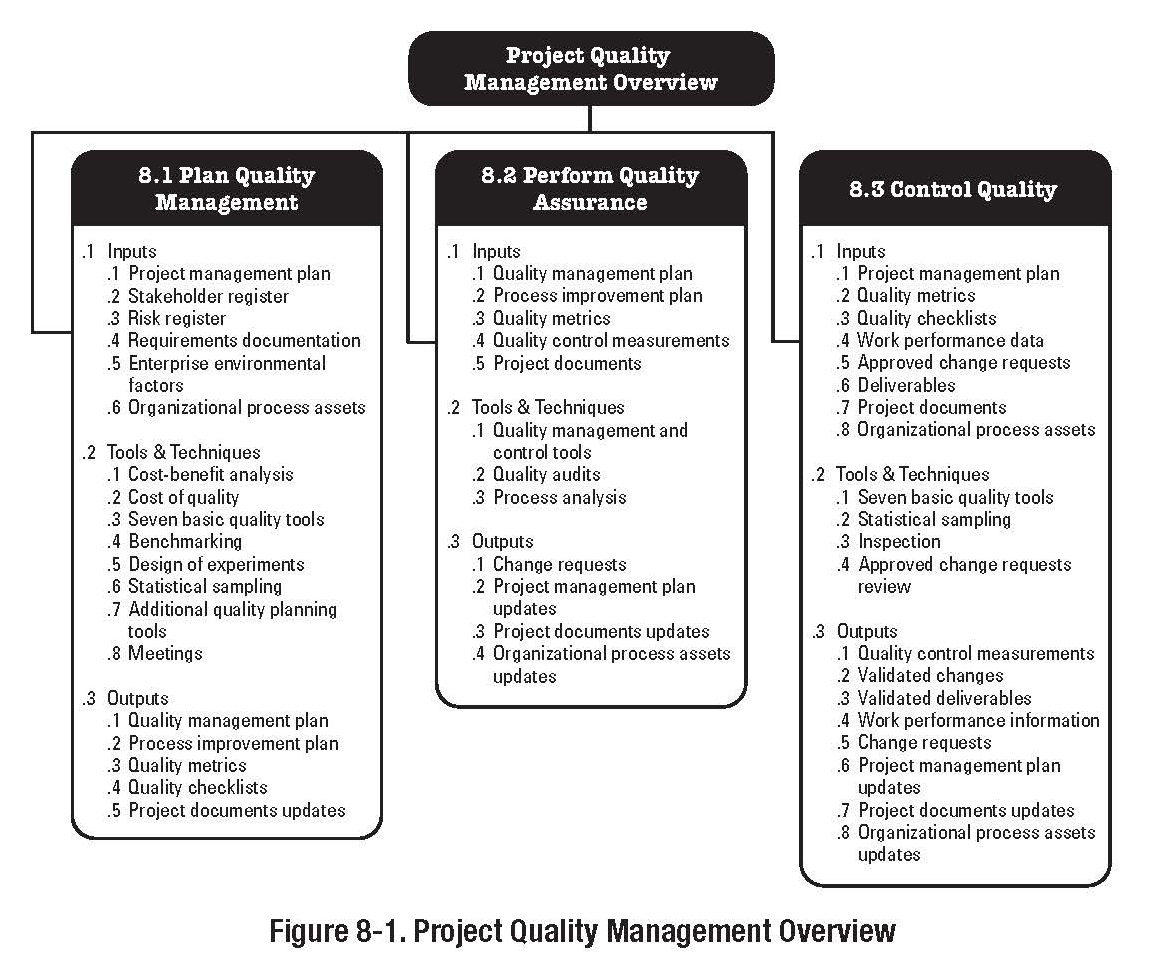 Project Quality
Management Overview
8.1 Plan Quality
Management
.1 Inputs
.1 Project management plan
.2 Stakeholder register
.3 Risk register
.4 Requirements documentation
.5 Enterprise environmental
factors
.6 Organizational process assets
.2 Tools & Techniques
.1 Cost-benefit analysis
.2 Cost of quality
.3 Seven basic quality tools
.4 Benchmarking
.5 Design of experiments
.6 Statistical sampling
.7 Additional quality planning
tools
.8 Meetings
.3 Outputs
.1 Quality management plan
.2 Process improvement plan
.3 Quality metrics
.4 Quality checklists
.5 Project documents updates
8.2 Perform Quality
Assurance
.1 Inputs
.1 Quality management plan
.2 Process improvement plan
.3 Quality metrics
.4 Quality control measurements
.5 Project documents
.2 Tools & Techniques
.1 Quality management and
control tools
.2 Quality audits
.3 Process analysis
.3 Outputs
.1 Change requests
.2 Project management plan
updates
.3 Project documents updates
.4 Organizational process assets
updates
8.3 Control Quality
.1 Inputs
.1 Project management plan
.2 Quality metrics
.3 Quality checklists
.4 Work performance data
.5 Approved change requests
.6 Deliverables
.7 Project documents
.8 Organizational process assets
.2 Tools & Techniques
.1 Seven basic quality tools
.2 Statistical sampling
.3 Inspection
.4 Approved change requests
review
.3 Outputs
.1 Quality control measurements
.2 Validated changes
.3 Validated deliverables
.4 Work performance information
.5 Change requests
.6 Project management plan
updates
.7 Project documents updates
.8 Organizational process assets
updates
Figure 8-1. Project Quality Management Overview